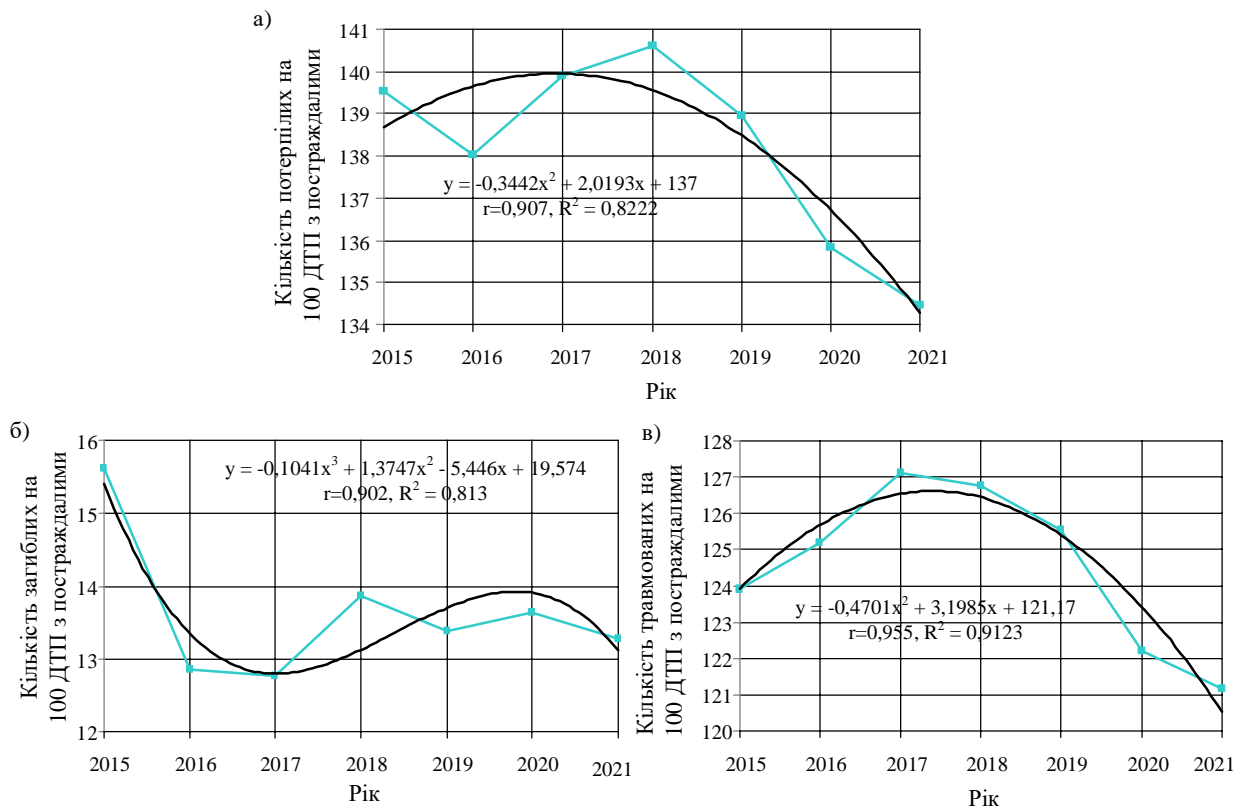 а)
Кількість потерпілих на
100 ДТП з постраждалими
141
140
139
138
137
136
135
134
y = -0,3442x² + 2,0193x + 137
r=0,907, R² = 0,8222
2015 2016 2017 2018 2019 2020 2021
Рік
б)
Кількість загиблих на
100 ДТП з постраждалими
16
15
14
13
12
y = -0,1041x³ + 1,3747x² - 5,446x + 19,574
r=0,902, R² = 0,813
2015 2016 2017 2018 2019 2020 2021
Рік
в)
Кількість травмованих на
100 ДТП з постраждалими
128
127
126
125
124
123
122
121
120
y = -0,4701x² + 3,1985x + 121,17
r=0,955, R² = 0,9123
2015 2016 2017 2018 2019 2020 2021
Рік